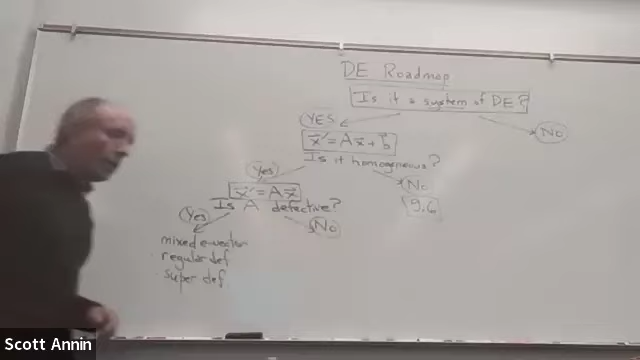 DE Roadmap
Is it a system of DE?
YES
No
x⃗' = Ax⃗ + b⃗
Is it homogeneous?
Yes
No
x⃗' = Ax⃗
9.6
Is A defective?
Yes
No
mixed e-vector
regular def
super def
Scott Annin